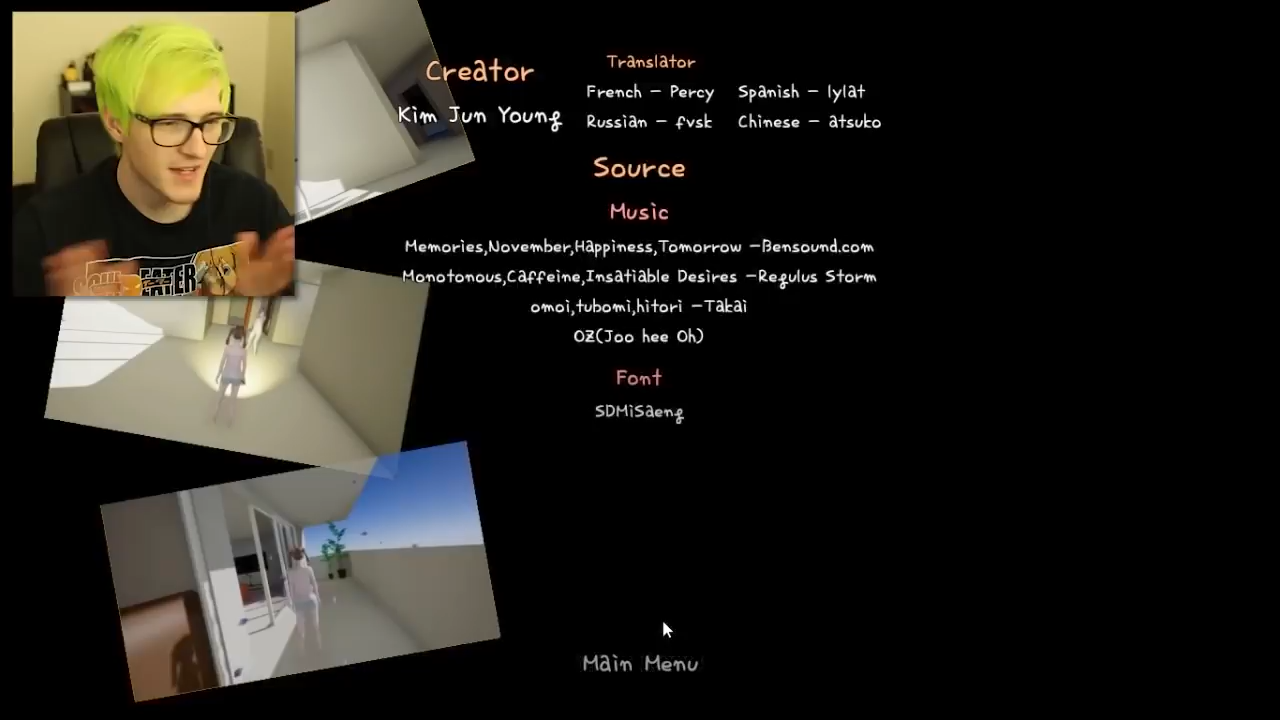 Creator
Kim Jun Young
Translator
French - Percy Spanish - lylat
Russian - fvsk Chinese - atsuko
Source
Music
Memories,November,Happiness,Tomorrow -Bensound.com
Monotonous,Caffeine,Insatiable Desires -Regulus Storm
omoi,tubomi,hitori -Takai
OZ(Joo hee Oh)
Font
SDMiSaeng
Main Menu
EATER